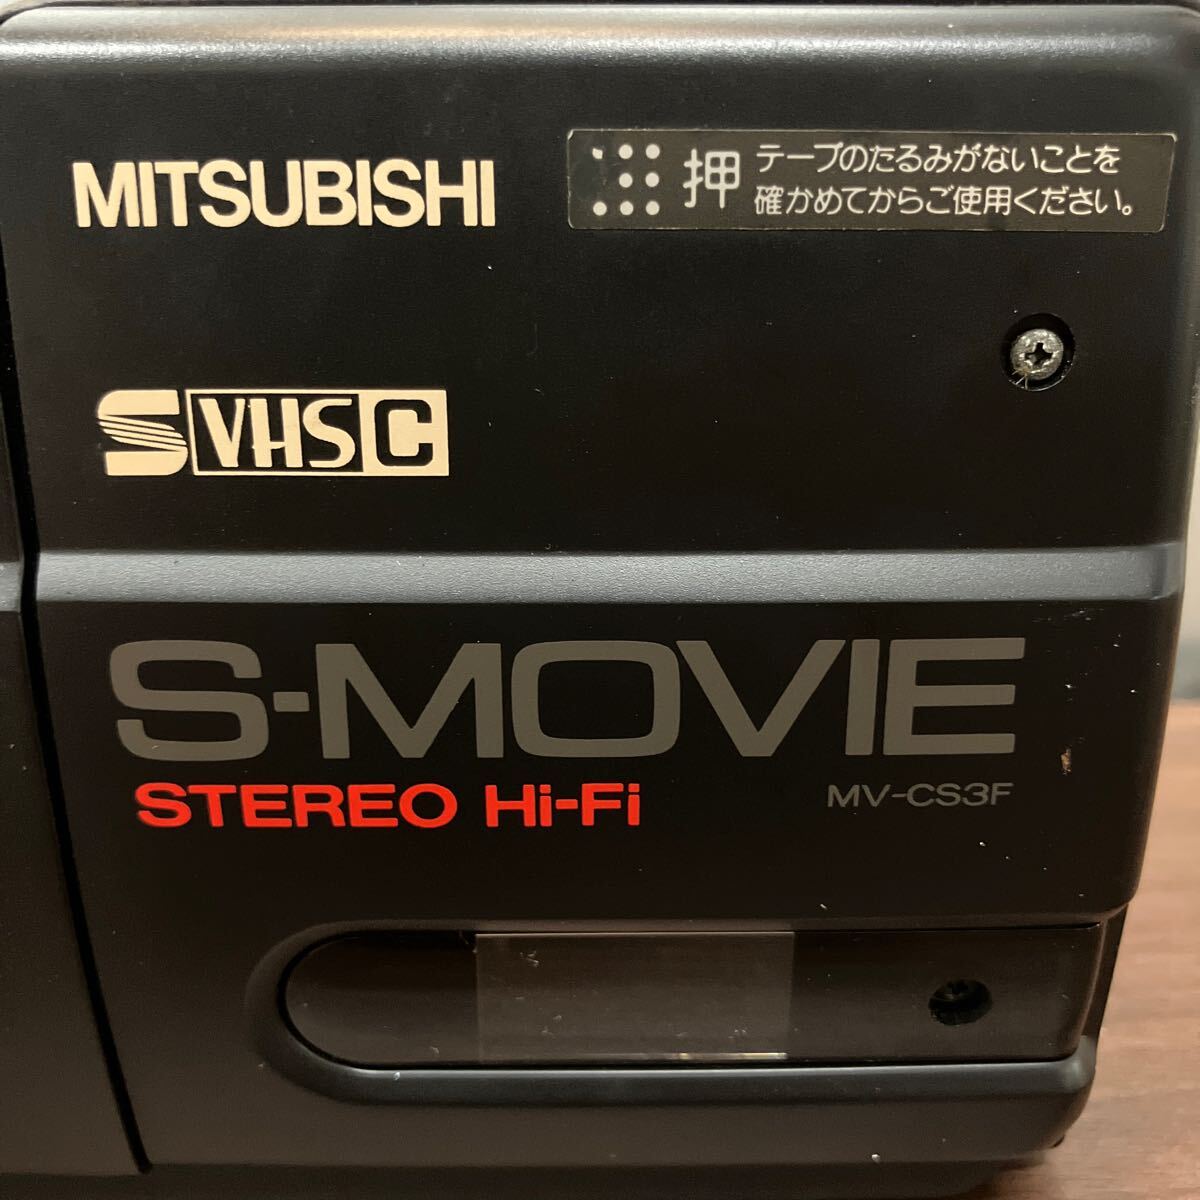 MITSUBISHI
押 テープのたるみがないことを
確かめてからご使用ください。
S VHS C
S-MOVIE
STEREO Hi-Fi
MV-CS3F